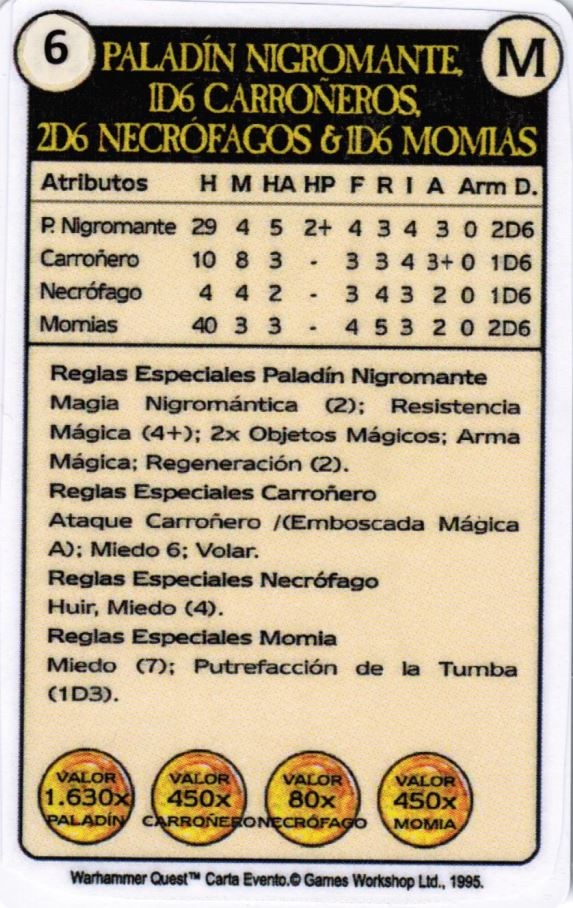 6
M
PALADÍN NIGROMANTE,
1D6 CARROÑEROS,
2D6 NECRÓFAGOS & 1D6 MOMIAS
Atributos H M HA HP F R I A Arm D.
P. Nigromante 29 4 5 2+ 4 3 4 3 0 2D6
Carroñero 10 8 3 - 3 3 4 3+ 0 1D6
Necrófago 4 4 2 - 3 4 3 2 0 1D6
Momias 40 3 3 - 4 5 3 2 0 2D6
Reglas Especiales Paladín Nigromante
Magia Nigromántica (2); Resistencia
Mágica (4+); 2x Objetos Mágicos; Arma
Mágica; Regeneración (2).
Reglas Especiales Carroñero
Ataque Carroñero /(Emboscada Mágica
A); Miedo 6; Volar.
Reglas Especiales Necrófago
Huir, Miedo (4).
Reglas Especiales Momia
Miedo (7); Putrefacción de la Tumba
(1D3).
VALOR
1.630x
PALADÍN
VALOR
450x
CARROÑERO
VALOR
80x
NECRÓFAGO
VALOR
450x
MOMIA
Warhammer Quest™ Carta Evento.© Games Workshop Ltd., 1995.